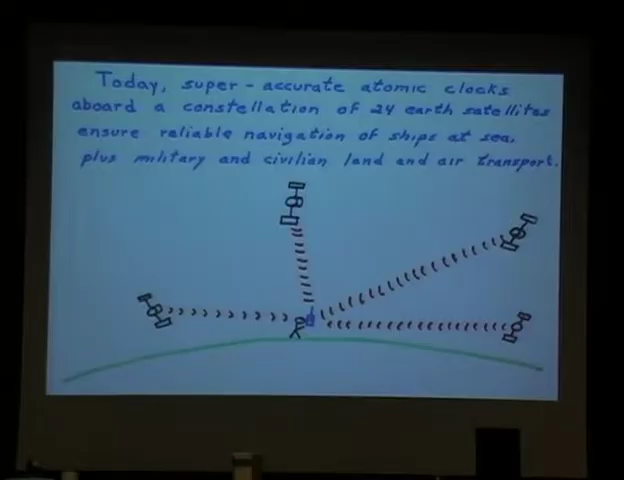 Today, super-accurate atomic clocks
aboard a constellation of 24 earth satellites
ensure reliable navigation of ships at sea,
plus military and civilian land and air transport.